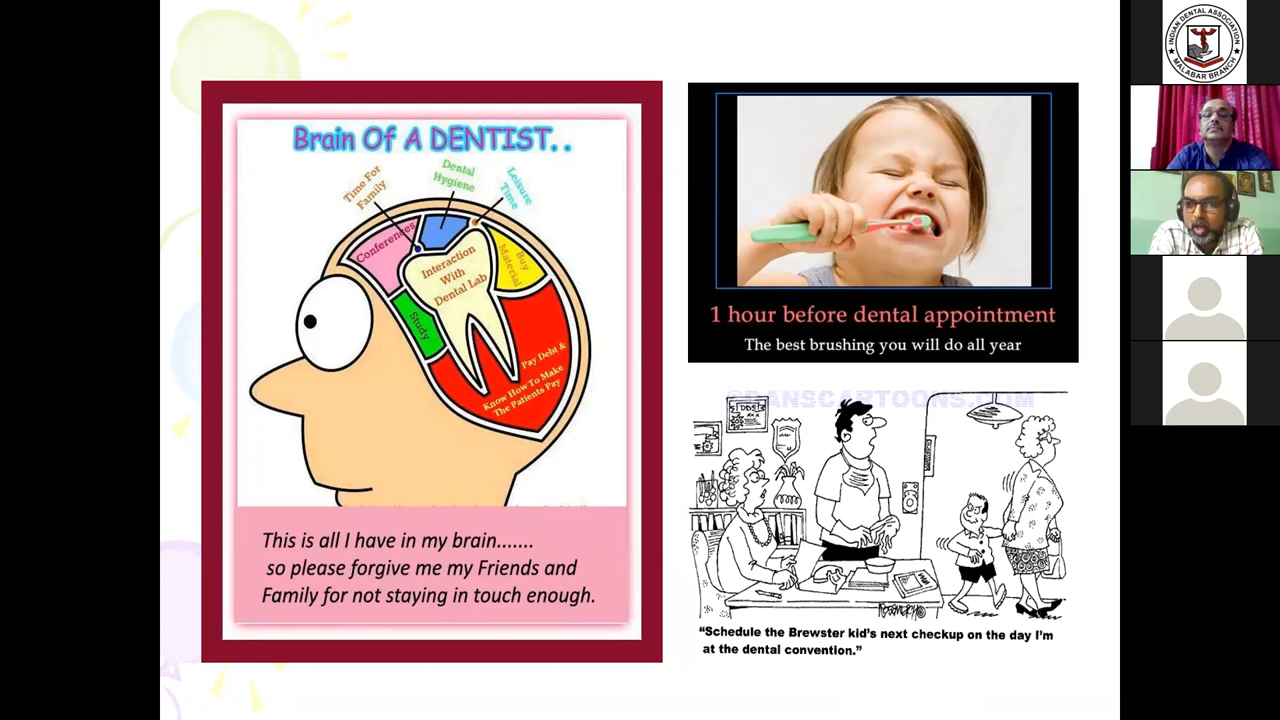 Brain Of A DENTIST. .
Time For
Family
Dental
Hygiene
Leisure
Time
Conferences
Interaction
With
Dental Lab
Buy
Material
Study
Pay Debt &
Know How To Make
The Patients Pay
This is all I have in my brain.......
so please forgive me my Friends and
Family for not staying in touch enough.
1 hour before dental appointment
The best brushing you will do all year
©DANSCARTOONS.COM
"Schedule the Brewster kid's next checkup on the day I'm
at the dental convention."
INDIAN DENTAL ASSOCIATION
MALABAR BRANCH